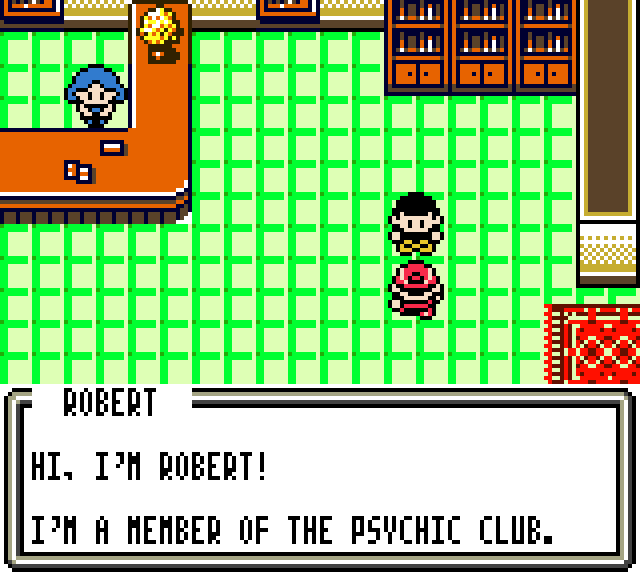 ROBERT
HI, I'M ROBERT!
I'M A MEMBER OF THE PSYCHIC CLUB.